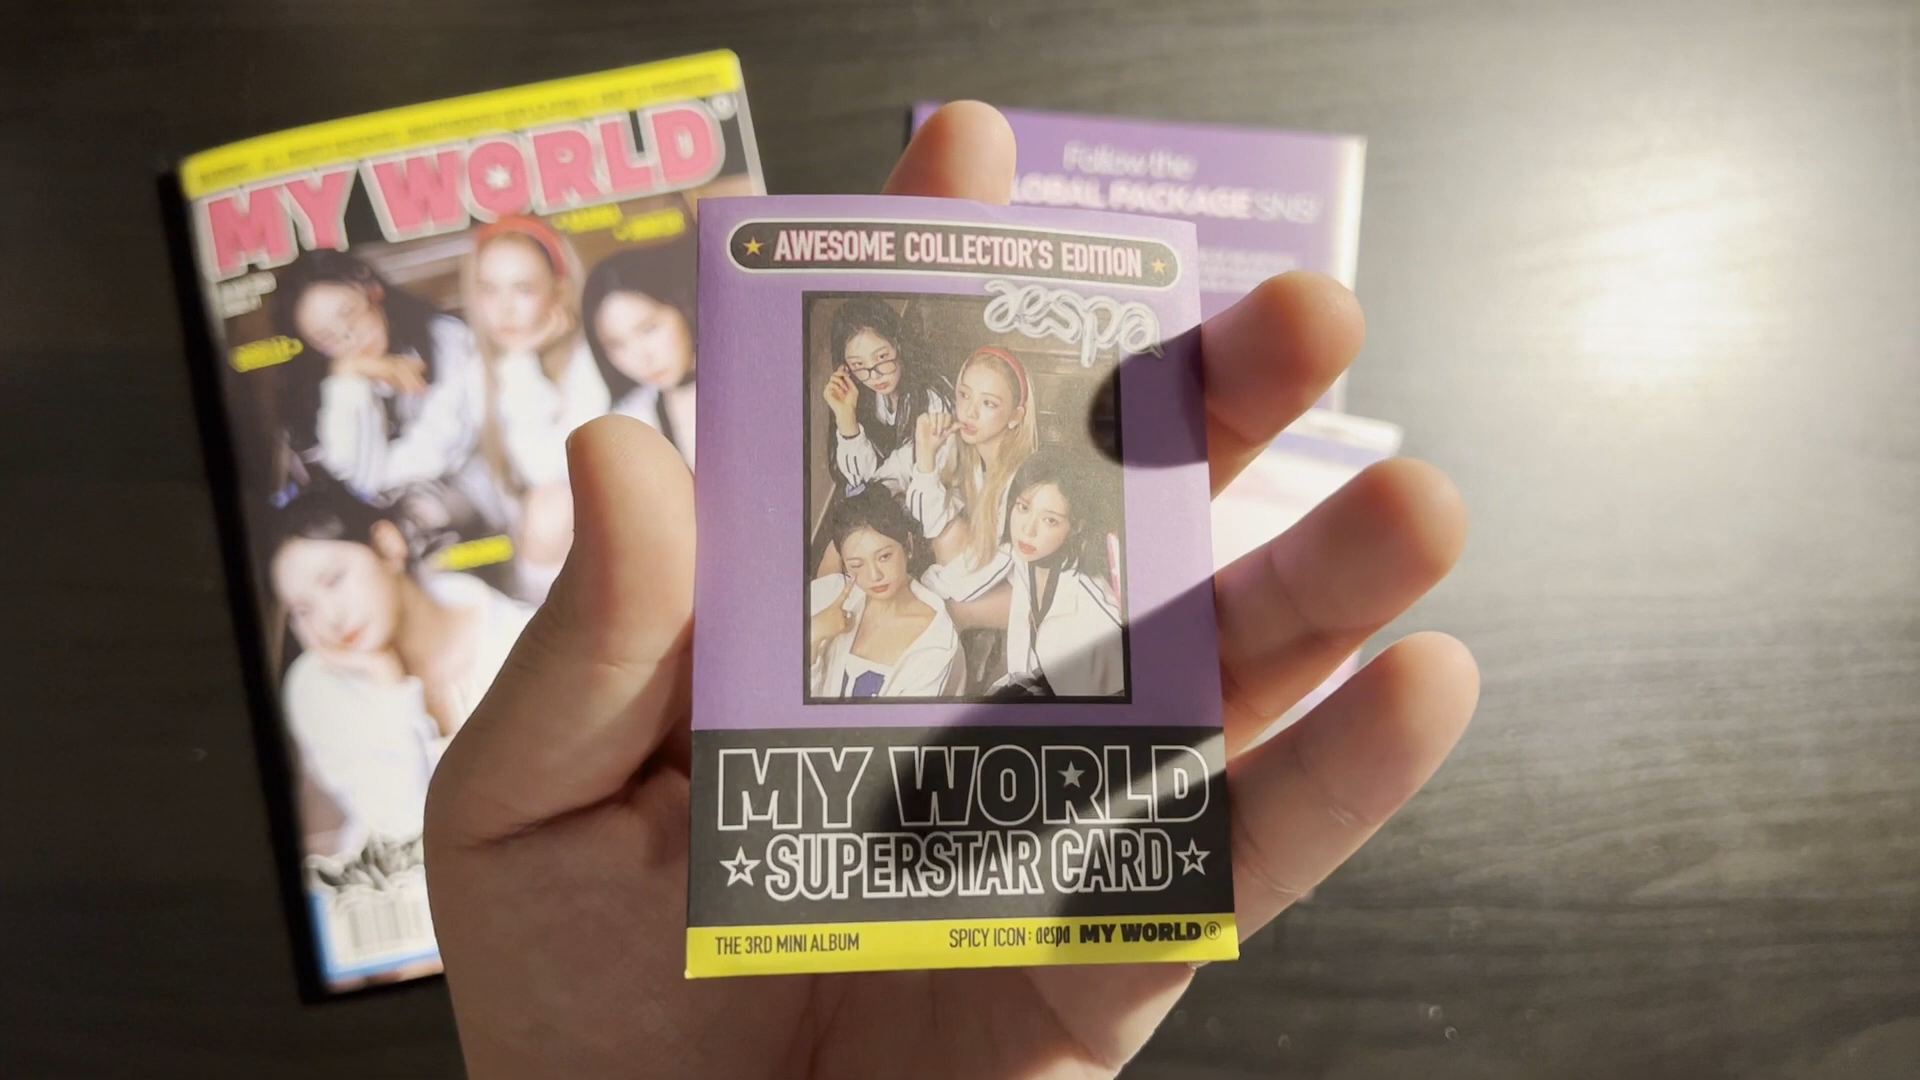 MY WORLD
Follow the
GLOBAL PACKAGE SNS!
★ AWESOME COLLECTOR'S EDITION ★
aespa
MY WORLD
☆ SUPERSTAR CARD ☆
THE 3RD MINI ALBUM SPICY ICON : aespa MY WORLD®